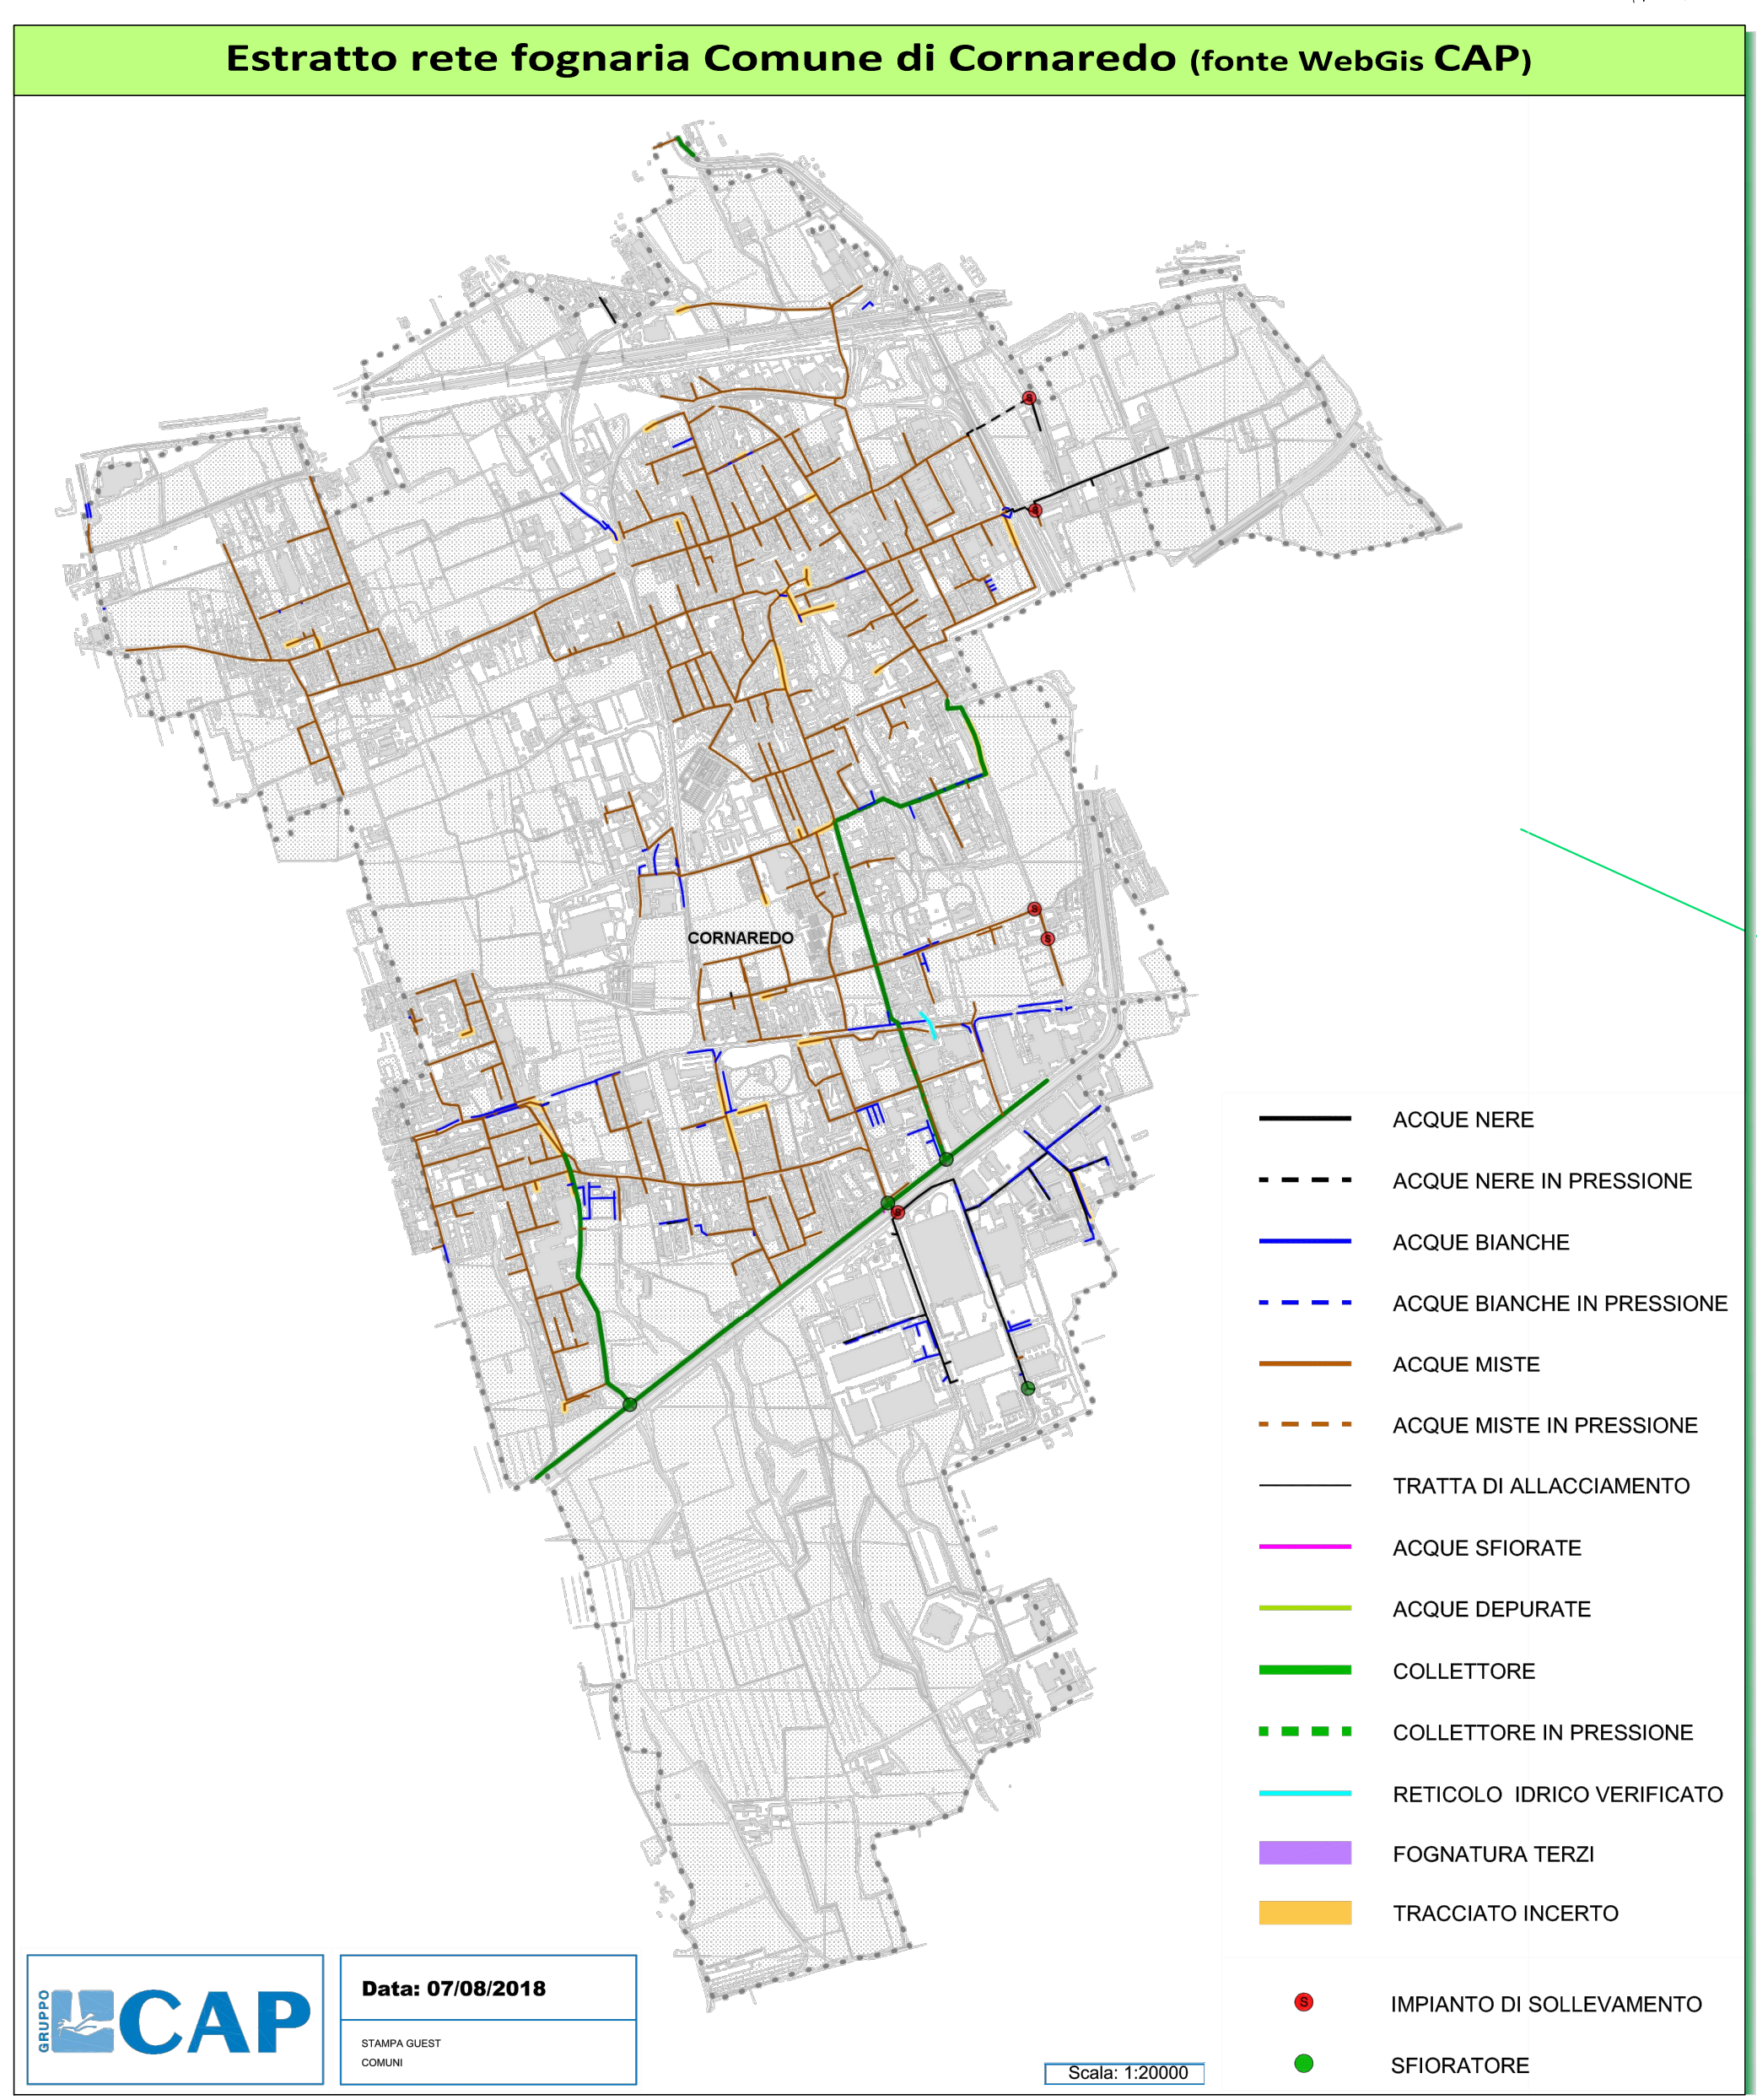 Estratto rete fognaria Comune di Cornaredo (fonte WebGis CAP)
S
S
S
CORNAREDO
S
S
ACQUE NERE
ACQUE NERE IN PRESSIONE
ACQUE BIANCHE
ACQUE BIANCHE IN PRESSIONE
ACQUE MISTE
ACQUE MISTE IN PRESSIONE
TRATTA DI ALLACCIAMENTO
ACQUE SFIORATE
ACQUE DEPURATE
COLLETTORE
COLLETTORE IN PRESSIONE
RETICOLO  IDRICO VERIFICATO
FOGNATURA TERZI
TRACCIATO INCERTO
S IMPIANTO DI SOLLEVAMENTO
SFIORATORE
GRUPPO
CAP
Data: 07/08/2018
STAMPA GUEST
COMUNI
Scala: 1:20000